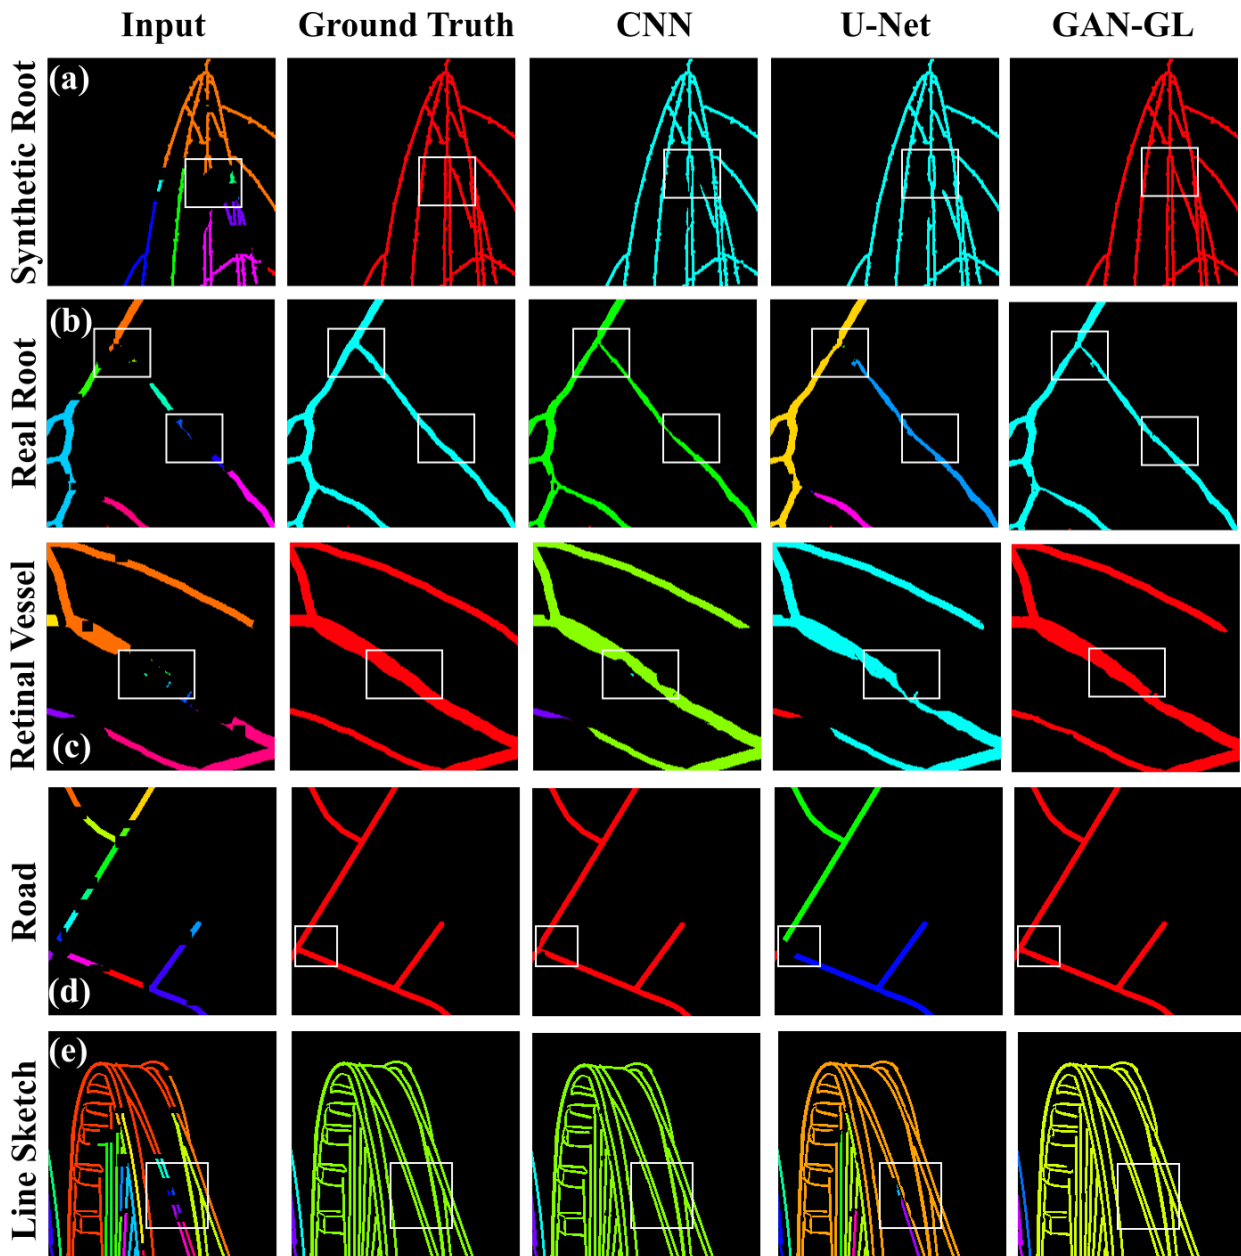 Input Ground Truth CNN U-Net GAN-GL
Synthetic Root
(a)
Real Root
(b)
Retinal Vessel
(c)
Road
(d)
Line Sketch
(e)